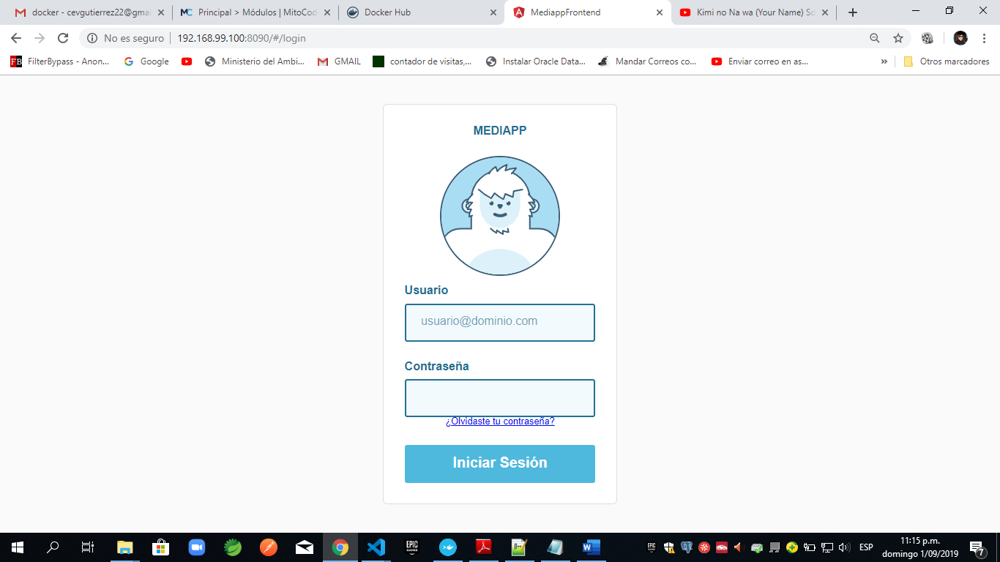 docker - cevgutierrez22@gmai
Principal > Módulos | MitoCod
Docker Hub
MediappFrontend
Kimi no Na wa (Your Name) So
No es seguro
192.168.99.100:8090/#/login
FB
FilterBypass - Anon...
Google
Ministerio del Ambi...
GMAIL
contador de visitas,...
Instalar Oracle Data...
Mandar Correos co...
Enviar correo en as...
»
Otros marcadores
MEDIAPP
Usuario
usuario@dominio.com
Contraseña
¿Olvidaste tu contraseña?
Iniciar Sesión
EPIC
GAMES
ESP
11:15 p.m.
domingo 1/09/2019
7